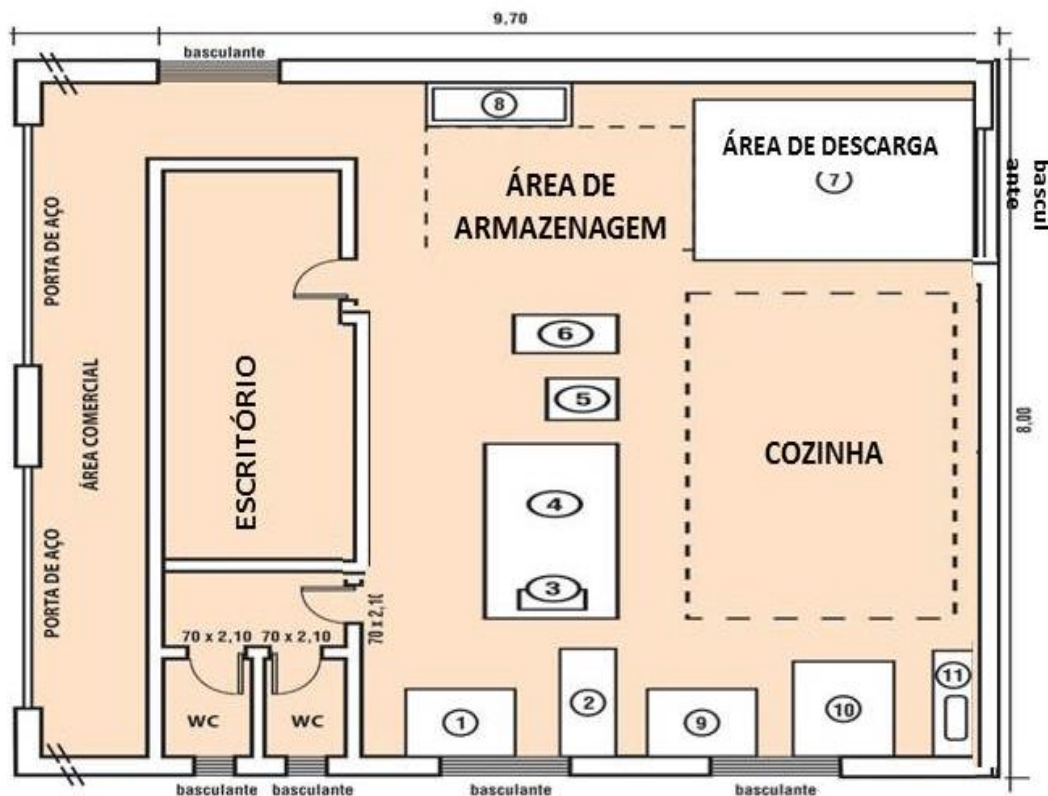 9,70
basculante
8
ÁREA DE DESCARGA
7
bascul
ante
ÁREA DE
ARMAZENAGEM
PORTA DE AÇO
6
5
8,00
ÁREA COMERCIAL
ESCRITÓRIO
COZINHA
4
PORTA DE AÇO
3
70 x 2,10
70 x 2,10
70 x 2,10
WC
WC
1
2
9
10
11
basculante
basculante
basculante
basculante